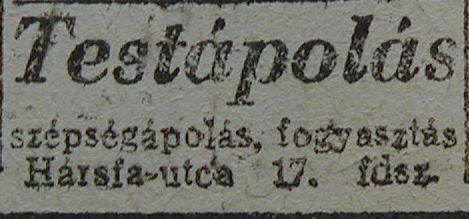 Testápolás
szépségápolás, fogyasztás
Hársfa-utca 17. fdsz.